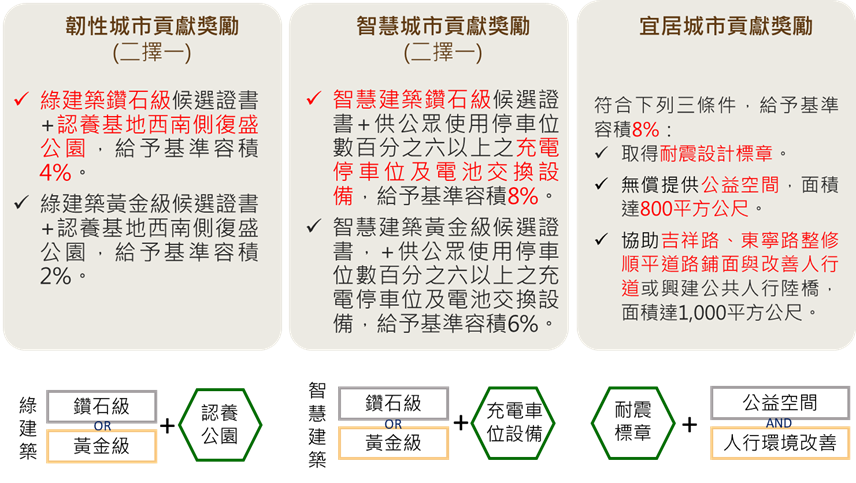 韌性城市貢獻獎勵
(二擇一)
✓ 綠建築鑽石級候選證書
+認養基地西南側復盛
公園，給予基準容積
4%。
✓ 綠建築黃金級候選證書
+認養基地西南側復盛
公園，給予基準容積
2%。
智慧城市貢獻獎勵
(二擇一)
✓ 智慧建築鑽石級候選證
書+供公眾使用停車位
數百分之六以上之充電
停車位及電池交換設
備，給予基準容積8%。
✓ 智慧建築黃金級候選證
書，+供公眾使用停車
位數百分之六以上之充
電停車位及電池交換設
備，給予基準容積6%。
宜居城市貢獻獎勵
符合下列三條件，給予基準
容積8%：
✓ 取得耐震設計標章。
✓ 無償提供公益空間，面積
達800平方公尺。
✓ 協助吉祥路、東寧路整修
順平道路鋪面與改善人行
道或興建公共人行陸橋，
面積達1,000平方公尺。
綠建築
鑽石級
OR
黃金級
+
認養
公園
智慧建築
鑽石級
OR
黃金級
+
充電車
位設備
耐震
標章
+
公益空間
AND
人行環境改善